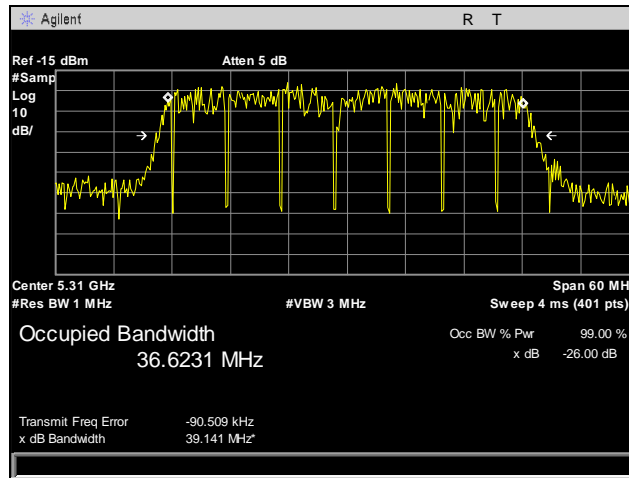 Agilent R T
Ref -15 dBm Atten 5 dB
#Samp
Log
10
dB/
Center 5.31 GHz Span 60 MH
#Res BW 1 MHz #VBW 3 MHz Sweep 4 ms (401 pts)
Occupied Bandwidth Occ BW % Pwr 99.00 %
36.6231 MHz x dB -26.00 dB
Transmit Freq Error -90.509 kHz
x dB Bandwidth 39.141 MHz*